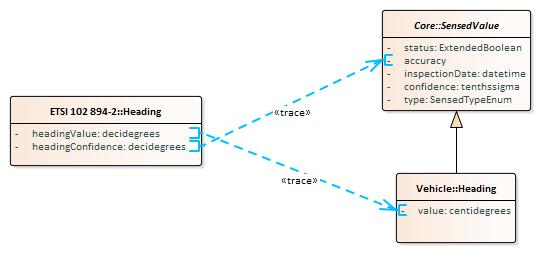 Core::SensedValue
- status: ExtendedBoolean
- accuracy
- inspectionDate: datetime
- confidence: tenthssigma
- type: SensedTypeEnum
ETSI 102 894-2::Heading
- headingValue: decidegrees
- headingConfidence: decidegrees
«trace»
«trace»
Vehicle::Heading
- value: centidegrees